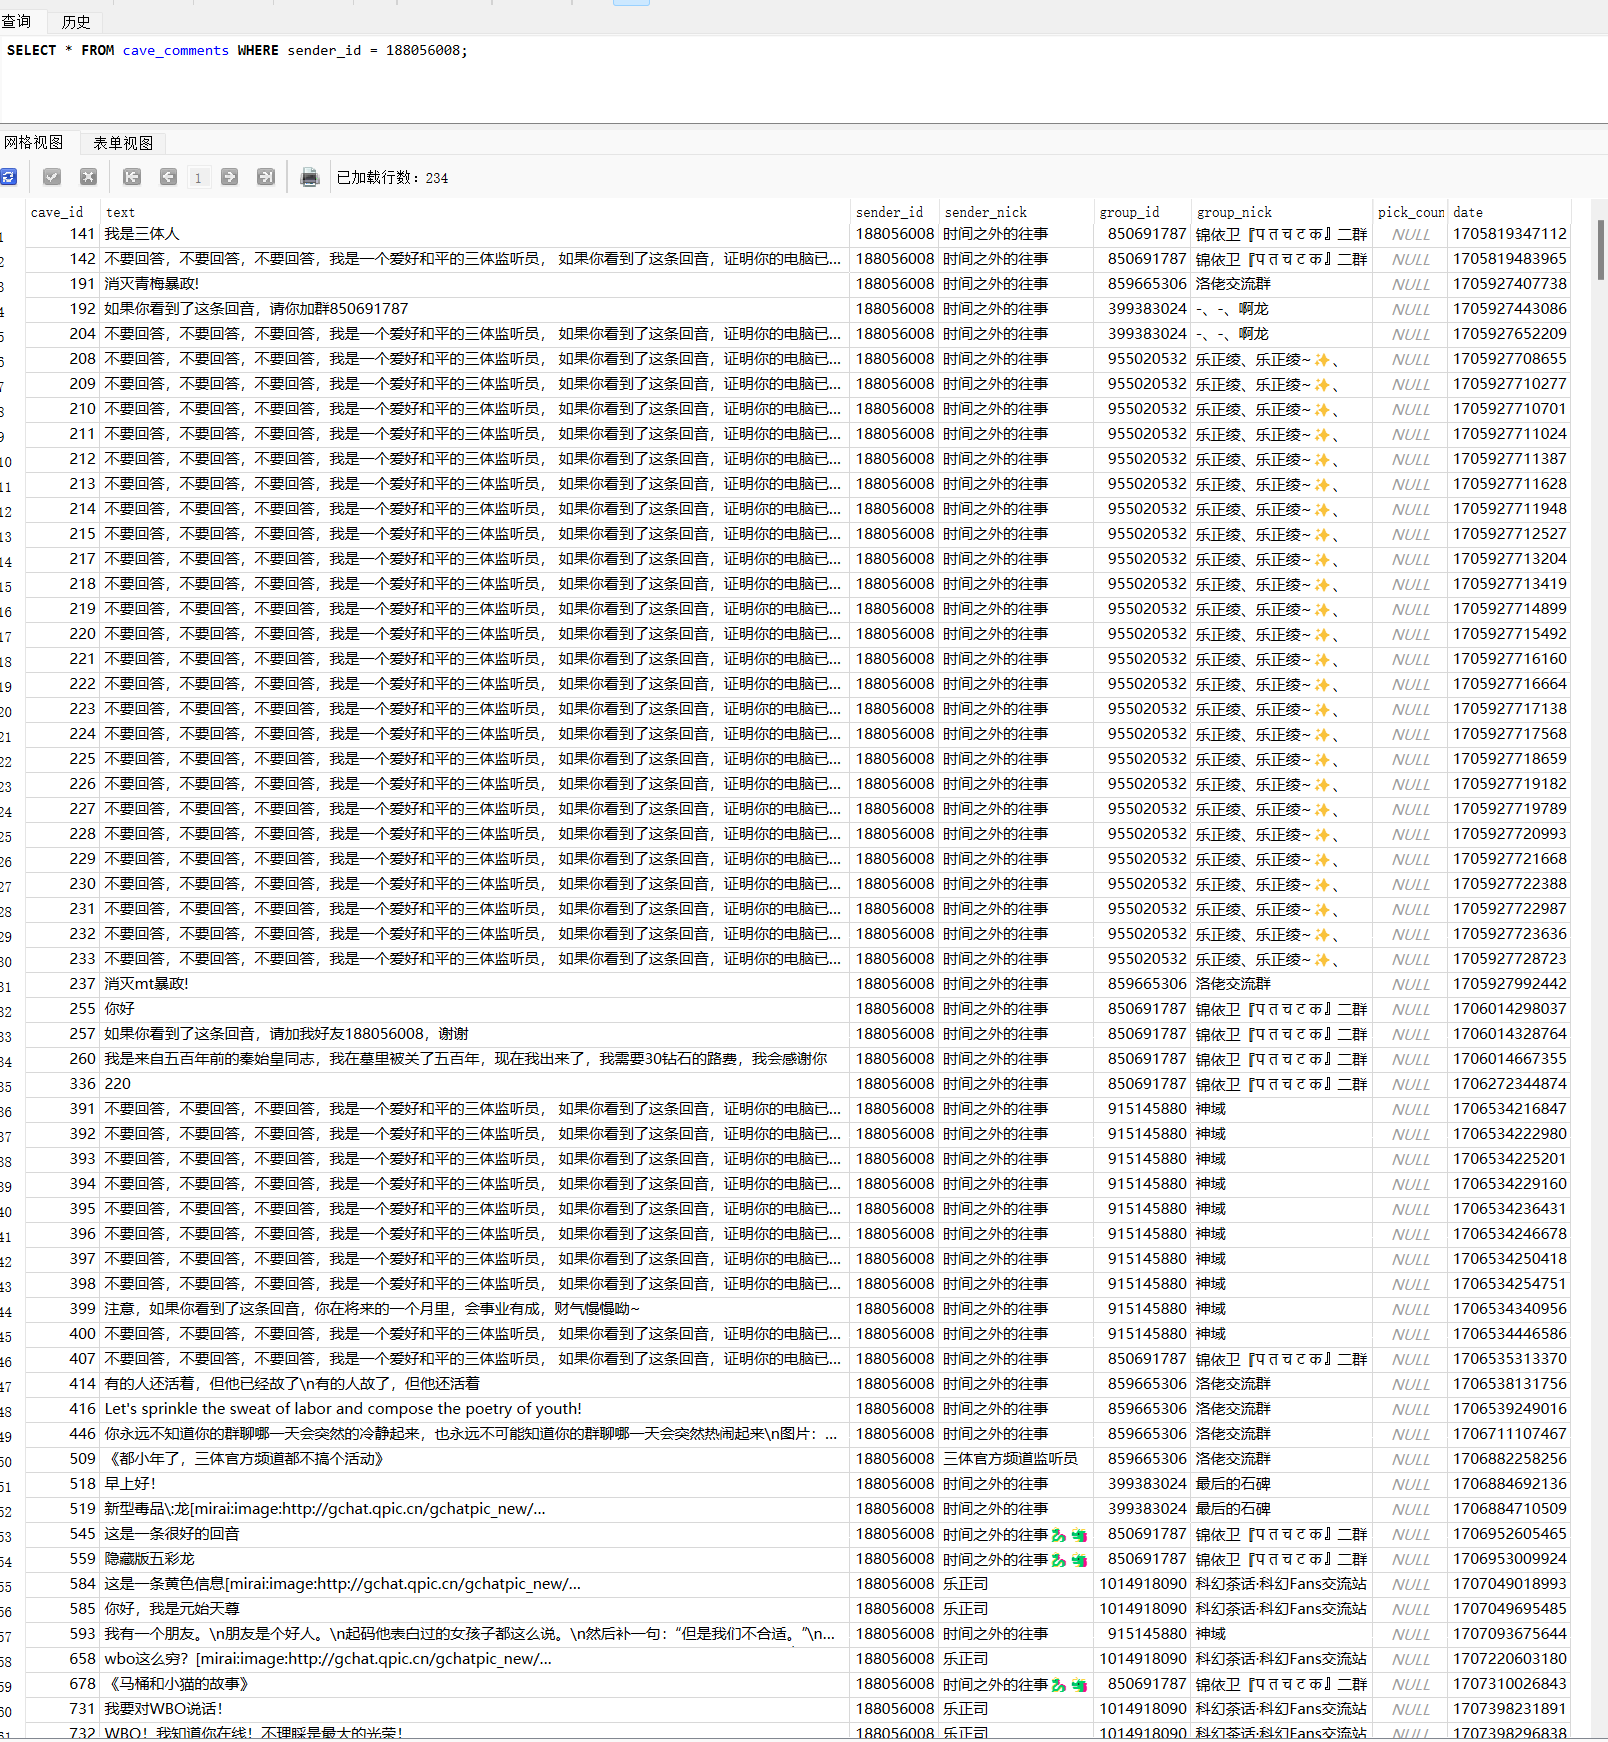 查询 历史
SELECT * FROM cave_comments WHERE sender_id = 188056008;
网格视图 表单视图
1 已加载行数：234
cave_id text sender_id sender_nick group_id group_nick pick_coun date
141 我是三体人 188056008 时间之外的往事 850691787 锦依卫『पतचटक』二群 NULL 1705819347112
142 不要回答，不要回答，不要回答，我是一个爱好和平的三体监听员， 如果你看到了这条回音，证明你的电脑已... 188056008 时间之外的往事 850691787 锦依卫『पतचटक』二群 NULL 1705819483965
191 消灭青梅暴政! 188056008 时间之外的往事 859665306 洛佬交流群 NULL 1705927407738
192 如果你看到了这条回音，请你加群850691787 188056008 时间之外的往事 399383024 -、-、啊龙 NULL 1705927443086
204 不要回答，不要回答，不要回答，我是一个爱好和平的三体监听员， 如果你看到了这条回音，证明你的电脑已... 188056008 时间之外的往事 399383024 -、-、啊龙 NULL 1705927652209
208 不要回答，不要回答，不要回答，我是一个爱好和平的三体监听员， 如果你看到了这条回音，证明你的电脑已... 188056008 时间之外的往事 955020532 乐正绫、乐正绫~✨、 NULL 1705927708655
209 不要回答，不要回答，不要回答，我是一个爱好和平的三体监听员， 如果你看到了这条回音，证明你的电脑已... 188056008 时间之外的往事 955020532 乐正绫、乐正绫~✨、 NULL 1705927710277
210 不要回答，不要回答，不要回答，我是一个爱好和平的三体监听员， 如果你看到了这条回音，证明你的电脑已... 188056008 时间之外的往事 955020532 乐正绫、乐正绫~✨、 NULL 1705927710701
211 不要回答，不要回答，不要回答，我是一个爱好和平的三体监听员， 如果你看到了这条回音，证明你的电脑已... 188056008 时间之外的往事 955020532 乐正绫、乐正绫~✨、 NULL 1705927711024
212 不要回答，不要回答，不要回答，我是一个爱好和平的三体监听员， 如果你看到了这条回音，证明你的电脑已... 188056008 时间之外的往事 955020532 乐正绫、乐正绫~✨、 NULL 1705927711387
213 不要回答，不要回答，不要回答，我是一个爱好和平的三体监听员， 如果你看到了这条回音，证明你的电脑已... 188056008 时间之外的往事 955020532 乐正绫、乐正绫~✨、 NULL 1705927711628
214 不要回答，不要回答，不要回答，我是一个爱好和平的三体监听员， 如果你看到了这条回音，证明你的电脑已... 188056008 时间之外的往事 955020532 乐正绫、乐正绫~✨、 NULL 1705927711948
215 不要回答，不要回答，不要回答，我是一个爱好和平的三体监听员， 如果你看到了这条回音，证明你的电脑已... 188056008 时间之外的往事 955020532 乐正绫、乐正绫~✨、 NULL 1705927712527
217 不要回答，不要回答，不要回答，我是一个爱好和平的三体监听员， 如果你看到了这条回音，证明你的电脑已... 188056008 时间之外的往事 955020532 乐正绫、乐正绫~✨、 NULL 1705927713204
218 不要回答，不要回答，不要回答，我是一个爱好和平的三体监听员， 如果你看到了这条回音，证明你的电脑已... 188056008 时间之外的往事 955020532 乐正绫、乐正绫~✨、 NULL 1705927713419
219 不要回答，不要回答，不要回答，我是一个爱好和平的三体监听员， 如果你看到了这条回音，证明你的电脑已... 188056008 时间之外的往事 955020532 乐正绫、乐正绫~✨、 NULL 1705927714899
220 不要回答，不要回答，不要回答，我是一个爱好和平的三体监听员， 如果你看到了这条回音，证明你的电脑已... 188056008 时间之外的往事 955020532 乐正绫、乐正绫~✨、 NULL 1705927715492
221 不要回答，不要回答，不要回答，我是一个爱好和平的三体监听员， 如果你看到了这条回音，证明你的电脑已... 188056008 时间之外的往事 955020532 乐正绫、乐正绫~✨、 NULL 1705927716160
222 不要回答，不要回答，不要回答，我是一个爱好和平的三体监听员， 如果你看到了这条回音，证明你的电脑已... 188056008 时间之外的往事 955020532 乐正绫、乐正绫~✨、 NULL 1705927716664
223 不要回答，不要回答，不要回答，我是一个爱好和平的三体监听员， 如果你看到了这条回音，证明你的电脑已... 188056008 时间之外的往事 955020532 乐正绫、乐正绫~✨、 NULL 1705927717138
224 不要回答，不要回答，不要回答，我是一个爱好和平的三体监听员， 如果你看到了这条回音，证明你的电脑已... 188056008 时间之外的往事 955020532 乐正绫、乐正绫~✨、 NULL 1705927717568
225 不要回答，不要回答，不要回答，我是一个爱好和平的三体监听员， 如果你看到了这条回音，证明你的电脑已... 188056008 时间之外的往事 955020532 乐正绫、乐正绫~✨、 NULL 1705927718659
226 不要回答，不要回答，不要回答，我是一个爱好和平的三体监听员， 如果你看到了这条回音，证明你的电脑已... 188056008 时间之外的往事 955020532 乐正绫、乐正绫~✨、 NULL 1705927719182
227 不要回答，不要回答，不要回答，我是一个爱好和平的三体监听员， 如果你看到了这条回音，证明你的电脑已... 188056008 时间之外的往事 955020532 乐正绫、乐正绫~✨、 NULL 1705927719789
228 不要回答，不要回答，不要回答，我是一个爱好和平的三体监听员， 如果你看到了这条回音，证明你的电脑已... 188056008 时间之外的往事 955020532 乐正绫、乐正绫~✨、 NULL 1705927720993
229 不要回答，不要回答，不要回答，我是一个爱好和平的三体监听员， 如果你看到了这条回音，证明你的电脑已... 188056008 时间之外的往事 955020532 乐正绫、乐正绫~✨、 NULL 1705927721668
230 不要回答，不要回答，不要回答，我是一个爱好和平的三体监听员， 如果你看到了这条回音，证明你的电脑已... 188056008 时间之外的往事 955020532 乐正绫、乐正绫~✨、 NULL 1705927722388
231 不要回答，不要回答，不要回答，我是一个爱好和平的三体监听员， 如果你看到了这条回音，证明你的电脑已... 188056008 时间之外的往事 955020532 乐正绫、乐正绫~✨、 NULL 1705927722987
232 不要回答，不要回答，不要回答，我是一个爱好和平的三体监听员， 如果你看到了这条回音，证明你的电脑已... 188056008 时间之外的往事 955020532 乐正绫、乐正绫~✨、 NULL 1705927723636
233 不要回答，不要回答，不要回答，我是一个爱好和平的三体监听员， 如果你看到了这条回音，证明你的电脑已... 188056008 时间之外的往事 955020532 乐正绫、乐正绫~✨、 NULL 1705927728723
237 消灭mt暴政! 188056008 时间之外的往事 859665306 洛佬交流群 NULL 1705927992442
255 你好 188056008 时间之外的往事 850691787 锦依卫『पतचटक』二群 NULL 1706014298037
257 如果你看到了这条回音，请加我好友188056008，谢谢 188056008 时间之外的往事 850691787 锦依卫『पतचटक』二群 NULL 1706014328764
260 我是来自五百年前的秦始皇同志，我在墓里被关了五百年，现在我出来了，我需要30钻石的路费，我会感谢你 188056008 时间之外的往事 850691787 锦依卫『पतचटक』二群 NULL 1706014667355
336 220 188056008 时间之外的往事 850691787 锦依卫『पतचटक』二群 NULL 1706272344874
391 不要回答，不要回答，不要回答，我是一个爱好和平的三体监听员， 如果你看到了这条回音，证明你的电脑已... 188056008 时间之外的往事 915145880 神域 NULL 1706534216847
392 不要回答，不要回答，不要回答，我是一个爱好和平的三体监听员， 如果你看到了这条回音，证明你的电脑已... 188056008 时间之外的往事 915145880 神域 NULL 1706534222980
393 不要回答，不要回答，不要回答，我是一个爱好和平的三体监听员， 如果你看到了这条回音，证明你的电脑已... 188056008 时间之外的往事 915145880 神域 NULL 1706534225201
394 不要回答，不要回答，不要回答，我是一个爱好和平的三体监听员， 如果你看到了这条回音，证明你的电脑已... 188056008 时间之外的往事 915145880 神域 NULL 1706534229160
395 不要回答，不要回答，不要回答，我是一个爱好和平的三体监听员， 如果你看到了这条回音，证明你的电脑已... 188056008 时间之外的往事 915145880 神域 NULL 1706534236431
396 不要回答，不要回答，不要回答，我是一个爱好和平的三体监听员， 如果你看到了这条回音，证明你的电脑已... 188056008 时间之外的往事 915145880 神域 NULL 1706534246678
397 不要回答，不要回答，不要回答，我是一个爱好和平的三体监听员， 如果你看到了这条回音，证明你的电脑已... 188056008 时间之外的往事 915145880 神域 NULL 1706534250418
398 不要回答，不要回答，不要回答，我是一个爱好和平的三体监听员， 如果你看到了这条回音，证明你的电脑已... 188056008 时间之外的往事 915145880 神域 NULL 1706534254751
399 注意，如果你看到了这条回音，你在将来的一个月里，会事业有成，财气慢慢呦~ 188056008 时间之外的往事 915145880 神域 NULL 1706534340956
400 不要回答，不要回答，不要回答，我是一个爱好和平的三体监听员， 如果你看到了这条回音，证明你的电脑已... 188056008 时间之外的往事 915145880 神域 NULL 1706534446586
407 不要回答，不要回答，不要回答，我是一个爱好和平的三体监听员， 如果你看到了这条回音，证明你的电脑已... 188056008 时间之外的往事 850691787 锦依卫『पतचटक』二群 NULL 1706535313370
414 有的人还活着，但他已经故了\n有的人故了，但他还活着 188056008 时间之外的往事 859665306 洛佬交流群 NULL 1706538131756
416 Let's sprinkle the sweat of labor and compose the poetry of youth! 188056008 时间之外的往事 859665306 洛佬交流群 NULL 1706539249016
446 你永远不知道你的群聊哪一天会突然的冷静起来，也永远不可能知道你的群聊哪一天会突然热闹起来\n图片：... 188056008 时间之外的往事 859665306 洛佬交流群 NULL 1706711107467
509 《都小年了，三体官方频道都不搞个活动》 188056008 三体官方频道监听员 859665306 洛佬交流群 NULL 1706882258256
518 早上好！ 188056008 时间之外的往事 399383024 最后的石碑 NULL 1706884692136
519 新型毒品\:龙[mirai:image:http://gchat.qpic.cn/gchatpic_new/... 188056008 时间之外的往事 399383024 最后的石碑 NULL 1706884710509
545 这是一条很好的回音 188056008 时间之外的往事🐍🐲 850691787 锦依卫『पतचटक』二群 NULL 1706952605465
559 隐藏版五彩龙 188056008 时间之外的往事🐍🐲 850691787 锦依卫『पतचटक』二群 NULL 1706953009924
584 这是一条黄色信息[mirai:image:http://gchat.qpic.cn/gchatpic_new/... 188056008 乐正司 1014918090 科幻茶话·科幻Fans交流站 NULL 1707049018993
585 你好，我是元始天尊 188056008 乐正司 1014918090 科幻茶话·科幻Fans交流站 NULL 1707049695485
593 我有一个朋友。\n朋友是个好人。\n起码他表白过的女孩子都这么说。\n然后补一句：“但是我们不合适。”\n... 188056008 时间之外的往事 915145880 神域 NULL 1707093675644
658 wbo这么穷？[mirai:image:http://gchat.qpic.cn/gchatpic_new/... 188056008 乐正司 1014918090 科幻茶话·科幻Fans交流站 NULL 1707220603180
678 《马桶和小猫的故事》 188056008 时间之外的往事🐍🐲 850691787 锦依卫『पतचटक』二群 NULL 1707310026843
731 我要对WBO说话！ 188056008 乐正司 1014918090 科幻茶话·科幻Fans交流站 NULL 1707398231891
732 WBO！我知道你在线！不理睬是最大的光荣！ 188056008 乐正司 1014918090 科幻茶话·科幻Fans交流站 NULL 1707398296838